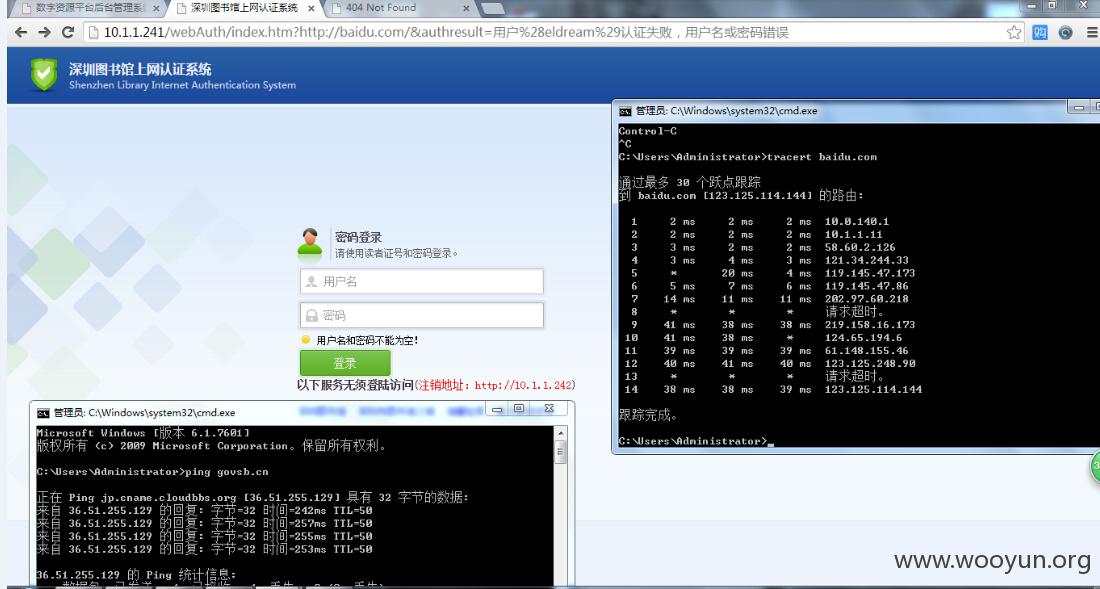 数字资源平台后台管理系
深圳图书馆上网认证系统
404 Not Found
10.1.1.241/webAuth/index.htm?http://baidu.com/&authresult=用户%28eldream%29认证失败，用户名或密码错误
深圳图书馆上网认证系统
Shenzhen Library Internet Authentication System
密码登录
请使用读者证号和密码登录。
用户名
密码
用户名和密码不能为空!
登录
以下服务无须登陆访问(注销地址: http://10.1.1.242)
管理员: C:\Windows\system32\cmd.exe
Control-C
^C
C:\Users\Administrator>tracert baidu.com
通过最多 30 个跃点跟踪
到 baidu.com [123.125.114.144] 的路由:
1 2 ms 2 ms 2 ms 10.0.140.1
2 2 ms 2 ms 2 ms 10.1.1.11
3 3 ms 2 ms 2 ms 58.60.2.126
4 3 ms 4 ms 3 ms 121.34.244.33
5 * 20 ms 4 ms 119.145.47.173
6 5 ms 7 ms 6 ms 119.145.47.86
7 14 ms 11 ms 11 ms 202.97.60.218
8 * * * 请求超时。
9 41 ms 38 ms 38 ms 219.158.16.173
10 41 ms 38 ms * 124.65.194.6
11 39 ms 39 ms 39 ms 61.148.155.46
12 40 ms 41 ms 40 ms 123.125.248.90
13 * * * 请求超时。
14 38 ms 38 ms 39 ms 123.125.114.144
跟踪完成。
C:\Users\Administrator>_
管理员: C:\Windows\system32\cmd.exe
Microsoft Windows [版本 6.1.7601]
版权所有 (c) 2009 Microsoft Corporation。保留所有权利。
C:\Users\Administrator>ping govsb.cn
正在 Ping jp.cname.cloudbbs.org [36.51.255.129] 具有 32 字节的数据:
来自 36.51.255.129 的回复: 字节=32 时间=242ms TTL=50
来自 36.51.255.129 的回复: 字节=32 时间=257ms TTL=50
来自 36.51.255.129 的回复: 字节=32 时间=255ms TTL=50
来自 36.51.255.129 的回复: 字节=32 时间=253ms TTL=50
36.51.255.129 的 Ping 统计信息:
www.wooyun.org